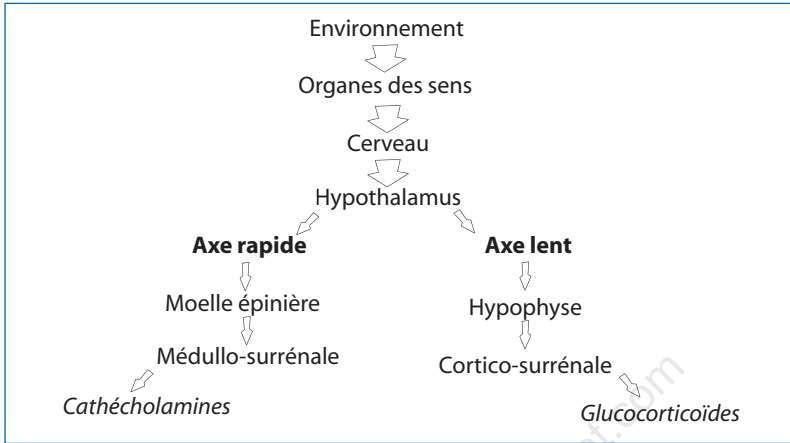 Environnement
Organes des sens
Cerveau
Hypothalamus
Axe rapide
Axe lent
Moelle épinière
Hypophyse
Médullo-surrénale
Cortico-surrénale
Cathécholamines
Glucocorticoïdes